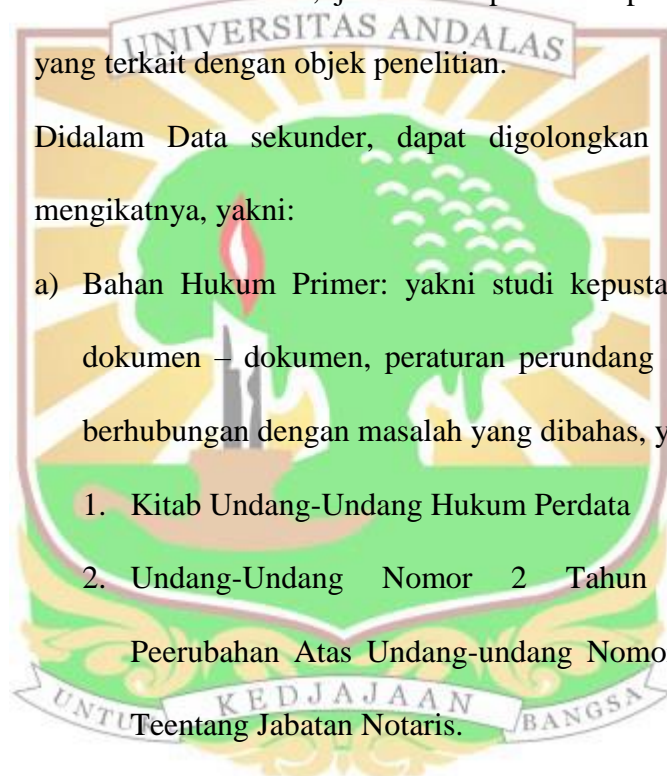 UNIVERSITAS ANDALAS
yang terkait dengan objek penelitian.
Didalam Data sekunder, dapat digolongkan
mengikatnya, yakni:
a) Bahan Hukum Primer: yakni studi kepusta
dokumen – dokumen, peraturan perundang
berhubungan dengan masalah yang dibahas, y
1. Kitab Undang-Undang Hukum Perdata
2. Undang-Undang Nomor 2 Tahun
Peerubahan Atas Undang-undang Nomo
Teentang Jabatan Notaris.
UNTUK KEDJAJAAN BANGSA